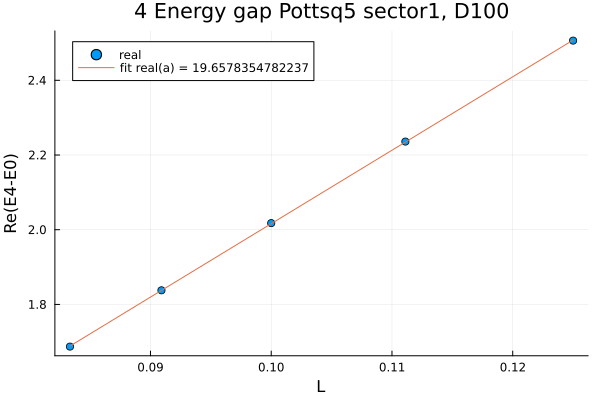 4 Energy gap Pottsq5 sector1, D100
real
fit real(a) = 19.6578354782237
Re(E4-E0)
2.4
2.2
2.0
1.8
0.09 0.10 0.11 0.12
L